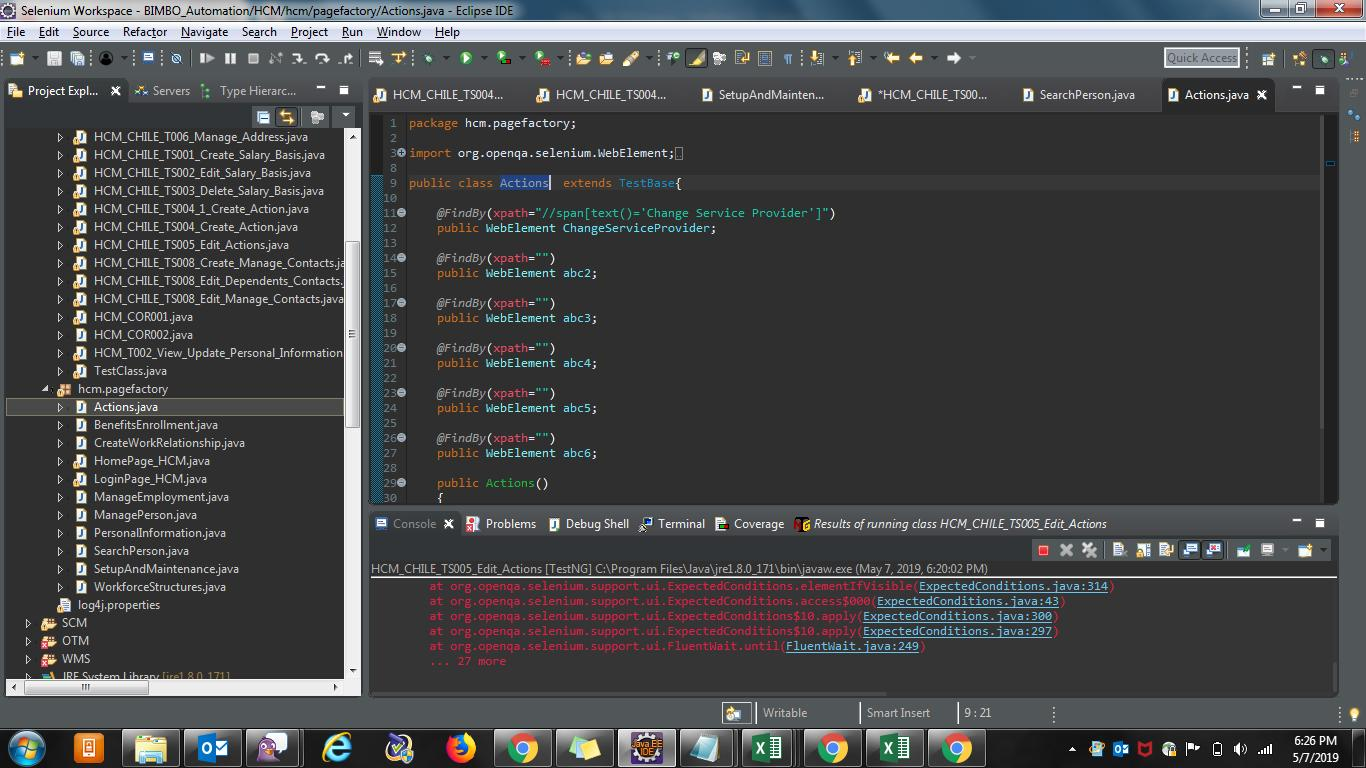 Selenium Workspace - BIMBO_Automation/HCM/hcm/pagefactory/Actions.java - Eclipse IDE
File Edit Source Refactor Navigate Search Project Run Window Help
Quick Access
Project Expl... Servers Type Hierarc...
HCM_CHILE_T006_Manage_Address.java
HCM_CHILE_TS001_Create_Salary_Basis.java
HCM_CHILE_TS002_Edit_Salary_Basis.java
HCM_CHILE_TS003_Delete_Salary_Basis.java
HCM_CHILE_TS004_1_Create_Action.java
HCM_CHILE_TS004_Create_Action.java
HCM_CHILE_TS005_Edit_Actions.java
HCM_CHILE_TS008_Create_Manage_Contacts.ja
HCM_CHILE_TS008_Edit_Dependents_Contacts.
HCM_CHILE_TS008_Edit_Manage_Contacts.java
HCM_COR001.java
HCM_COR002.java
HCM_T002_View_Update_Personal_Information
TestClass.java
hcm.pagefactory
Actions.java
BenefitsEnrollment.java
CreateWorkRelationship.java
HomePage_HCM.java
LoginPage_HCM.java
ManageEmployment.java
ManagePerson.java
PersonalInformation.java
SearchPerson.java
SetupAndMaintenance.java
WorkforceStructures.java
log4j.properties
SCM
OTM
WMS
JRE System Library [jre1.8.0_171]
HCM_CHILE_TS004... HCM_CHILE_TS004... SetupAndMainten... *HCM_CHILE_TS00... SearchPerson.java Actions.java
1 package hcm.pagefactory;
2
3 import org.openqa.selenium.WebElement;
8
9 public class Actions extends TestBase{
10
11 @FindBy(xpath="//span[text()='Change Service Provider']")
12 public WebElement ChangeServiceProvider;
13
14 @FindBy(xpath="")
15 public WebElement abc2;
16
17 @FindBy(xpath="")
18 public WebElement abc3;
19
20 @FindBy(xpath="")
21 public WebElement abc4;
22
23 @FindBy(xpath="")
24 public WebElement abc5;
25
26 @FindBy(xpath="")
27 public WebElement abc6;
28
29 public Actions()
30 {
Console Problems Debug Shell Terminal Coverage Results of running class HCM_CHILE_TS005_Edit_Actions
HCM_CHILE_TS005_Edit_Actions [TestNG] C:\Program Files\Java\jre1.8.0_171\bin\javaw.exe (May 7, 2019, 6:20:02 PM)
at org.openqa.selenium.support.ui.ExpectedConditions.elementIfVisible(ExpectedConditions.java:314)
at org.openqa.selenium.support.ui.ExpectedConditions.access$000(ExpectedConditions.java:43)
at org.openqa.selenium.support.ui.ExpectedConditions$10.apply(ExpectedConditions.java:300)
at org.openqa.selenium.support.ui.ExpectedConditions$10.apply(ExpectedConditions.java:297)
at org.openqa.selenium.support.ui.FluentWait.until(FluentWait.java:249)
... 27 more
Writable Smart Insert 9 : 21
Java EE
IDE
6:26 PM
5/7/2019